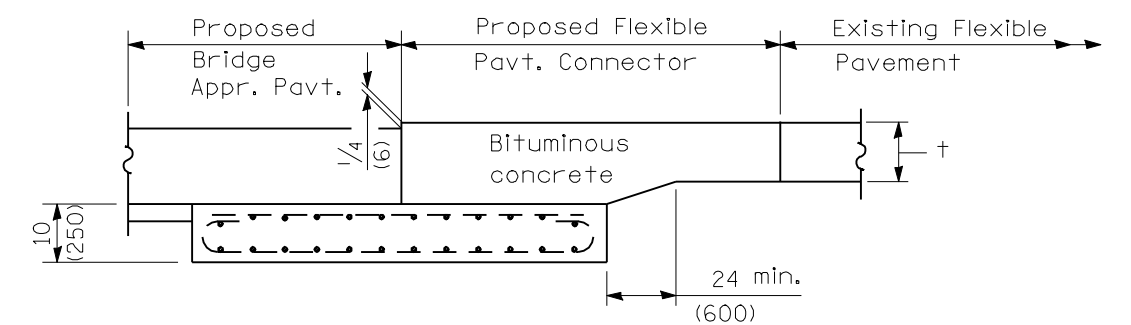 Proposed
Bridge
Appr. Pavt.
Proposed Flexible
Pavt. Connector
Existing Flexible
Pavement
1/4
(6)
Bituminous
concrete
t
10
(250)
24 min.
(600)